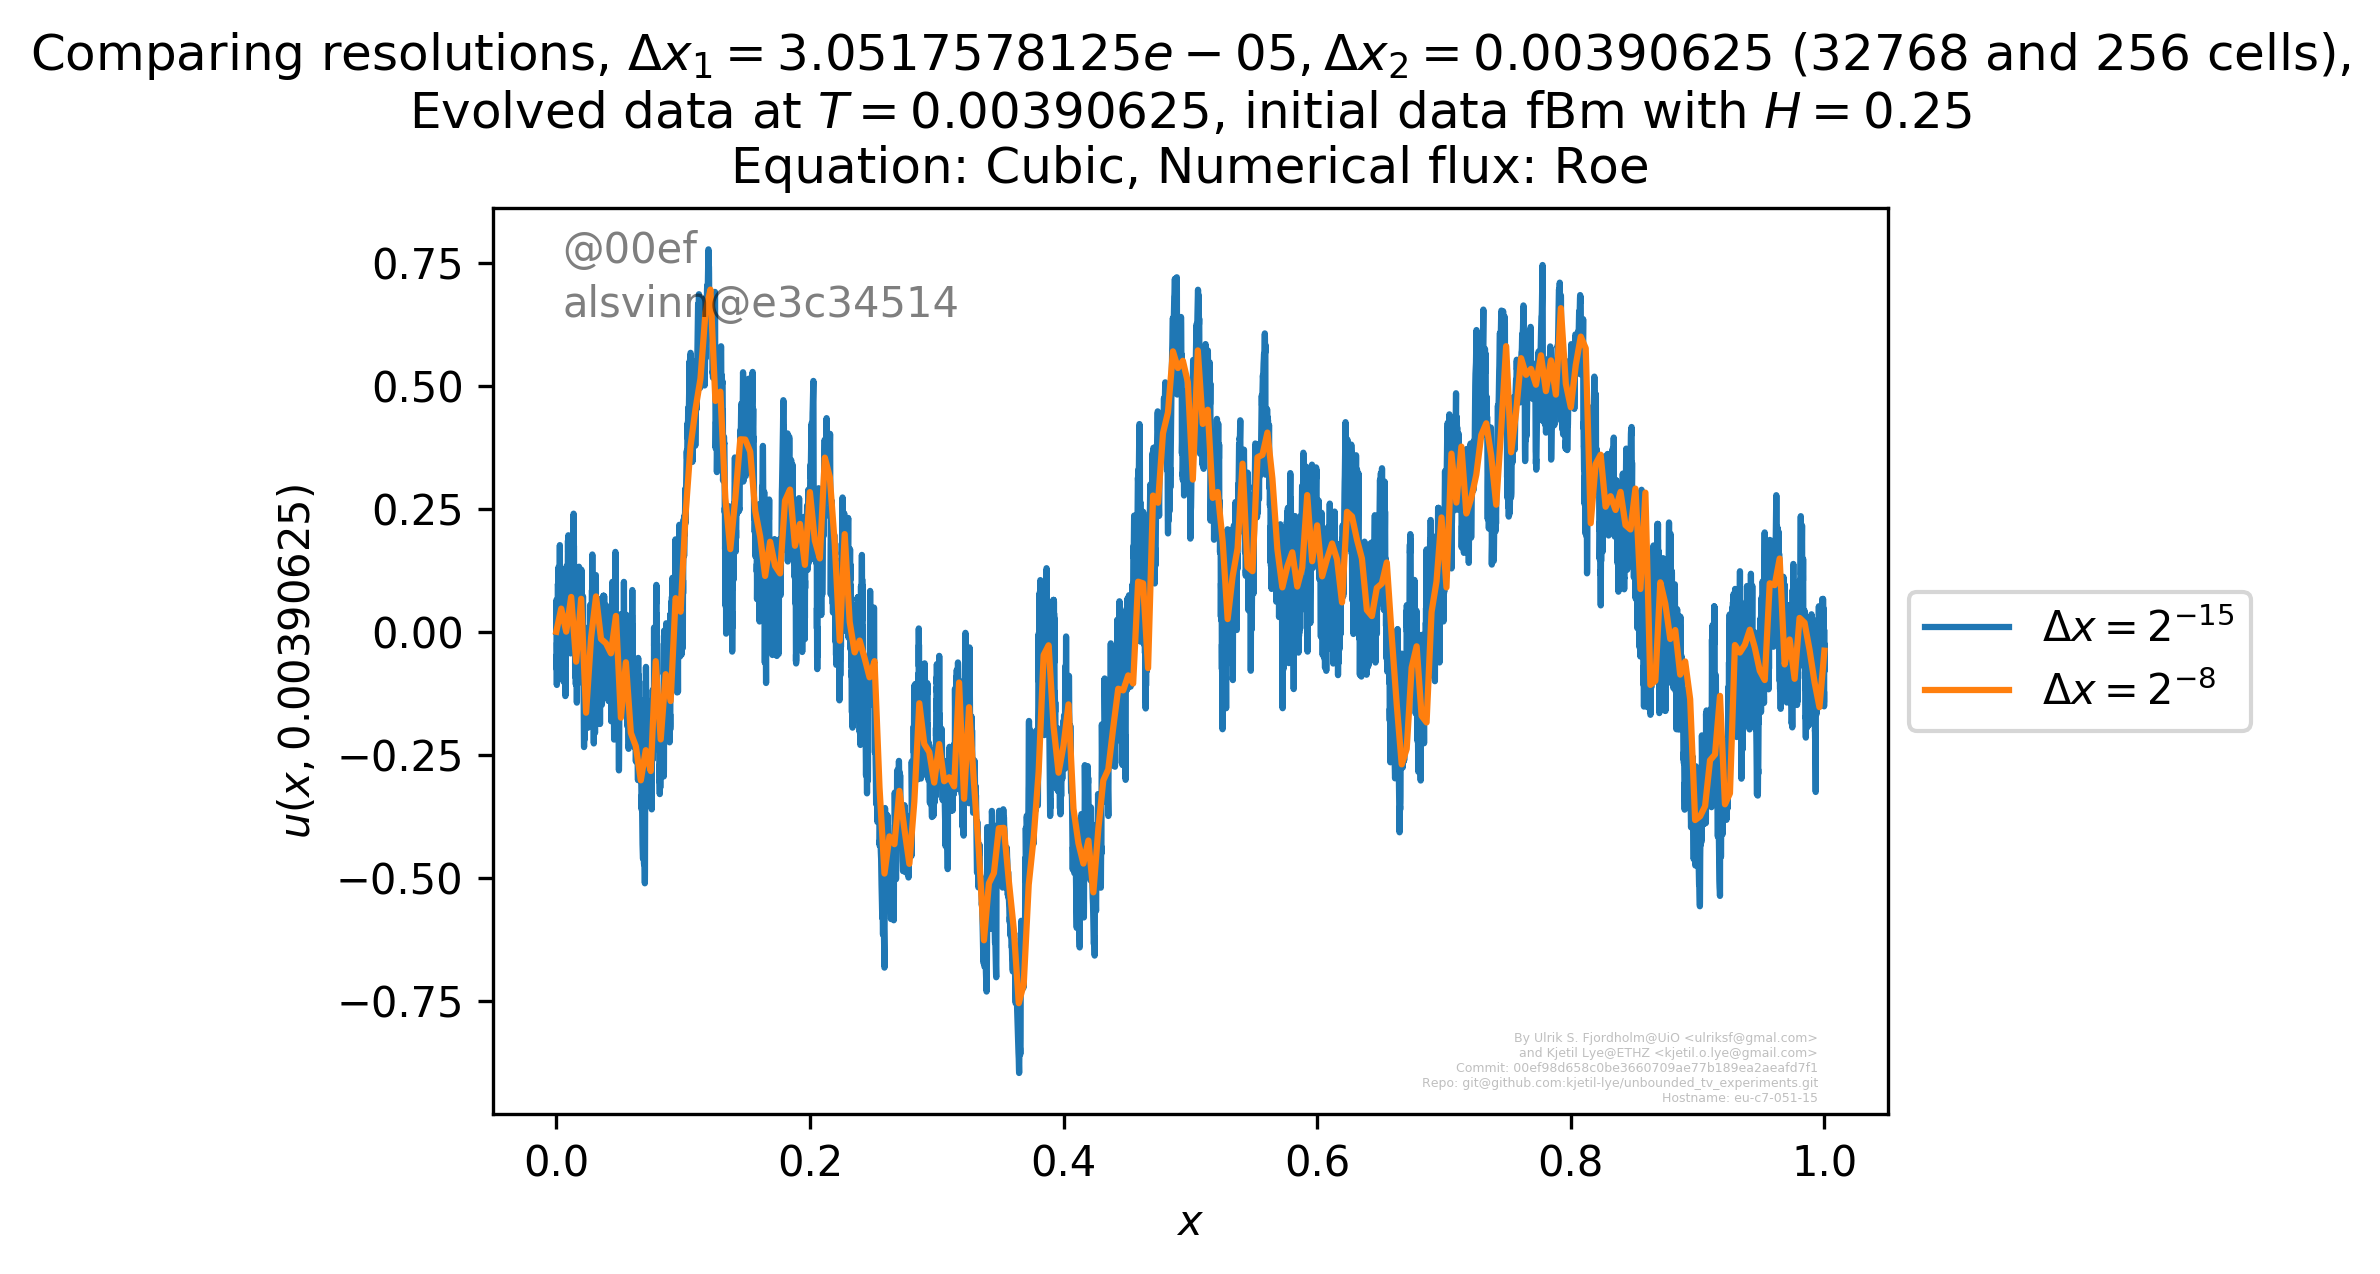 Comparing resolutions, Δx₁ = 3.0517578125e − 05, Δx₂ = 0.00390625 (32768 and 256 cells),
Evolved data at T = 0.00390625, initial data fBm with H = 0.25
Equation: Cubic, Numerical flux: Roe
@00ef
alsvinn@e3c34514
0.75
0.50
0.25
0.00
−0.25
−0.50
−0.75
u(x, 0.00390625)
Δx = 2⁻¹⁵
Δx = 2⁻⁸
By Ulrik S. Fjordholm@UiO <ulriksf@gmal.com>
and Kjetil Lye@ETHZ <kjetil.o.lye@gmail.com>
Commit: 00ef98d658c0be3660709ae77b189ea2aeafd7f1
Repo: git@github.com:kjetil-lye/unbounded_tv_experiments.git
Hostname: eu-c7-051-15
0.0 0.2 0.4 0.6 0.8 1.0
x